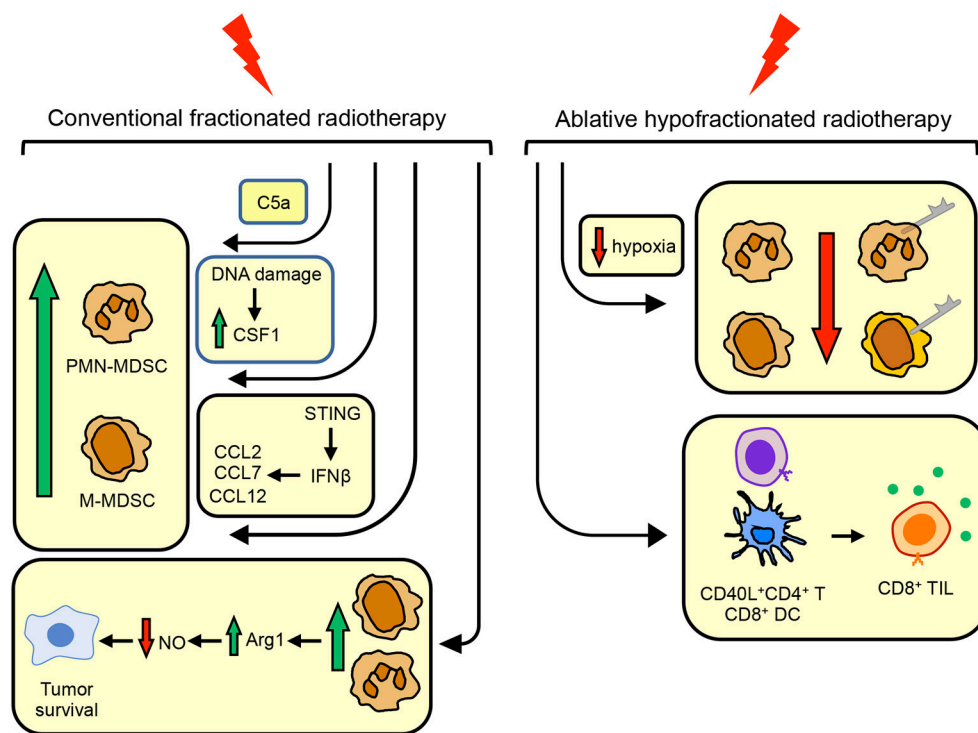 Conventional fractionated radiotherapy
C5a
DNA damage
CSF1
PMN-MDSC
STING
CCL2
CCL7
IFNβ
CCL12
M-MDSC
NO
Arg1
Tumor
survival
Ablative hypofractionated radiotherapy
hypoxia
CD40L⁺CD4⁺ T
CD8⁺ DC
CD8⁺ TIL